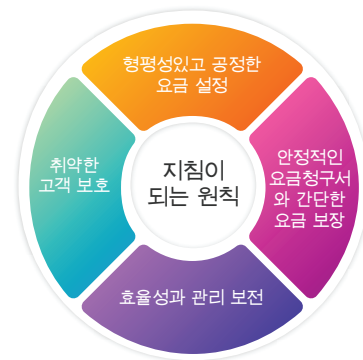 형평성있고 공정한
요금 설정
안정적인
요금청구서
와 간단한
요금 보장
지침이
되는 원칙
취약한
고객 보호
효율성과 관리 보전